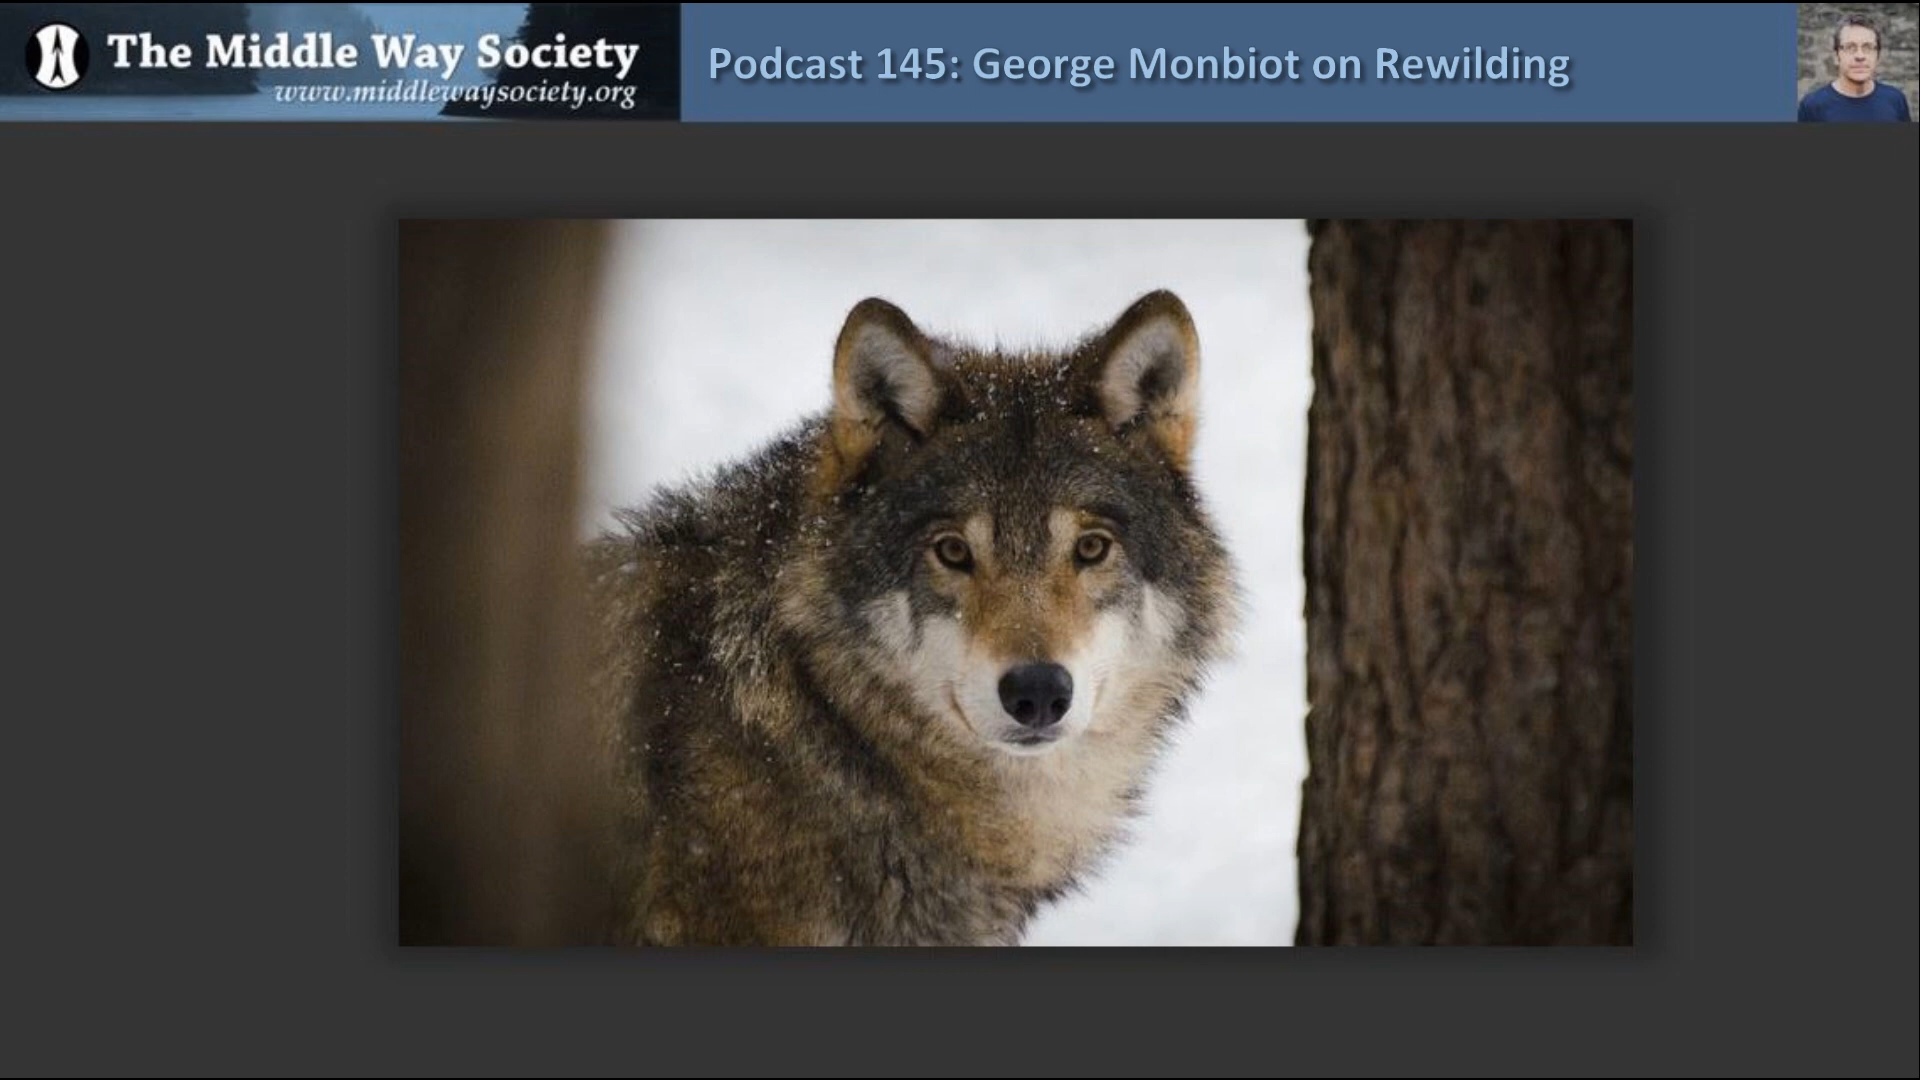 The Middle Way Society
www.middlewaysociety.org
Podcast 145: George Monbiot on Rewilding